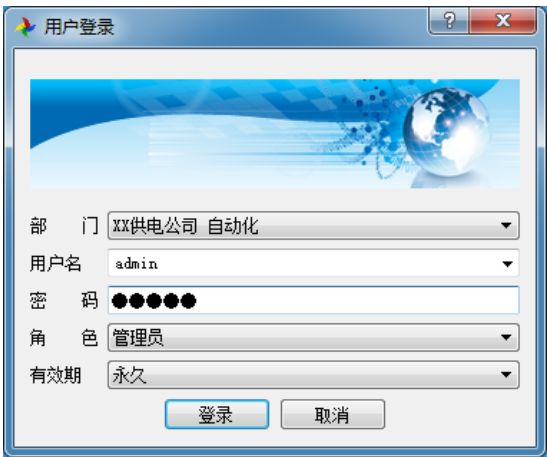 用户登录
部 门 XX供电公司 自动化
用户名 admin
密 码 ●●●●●
角 色 管理员
有效期 永久
登录 取消